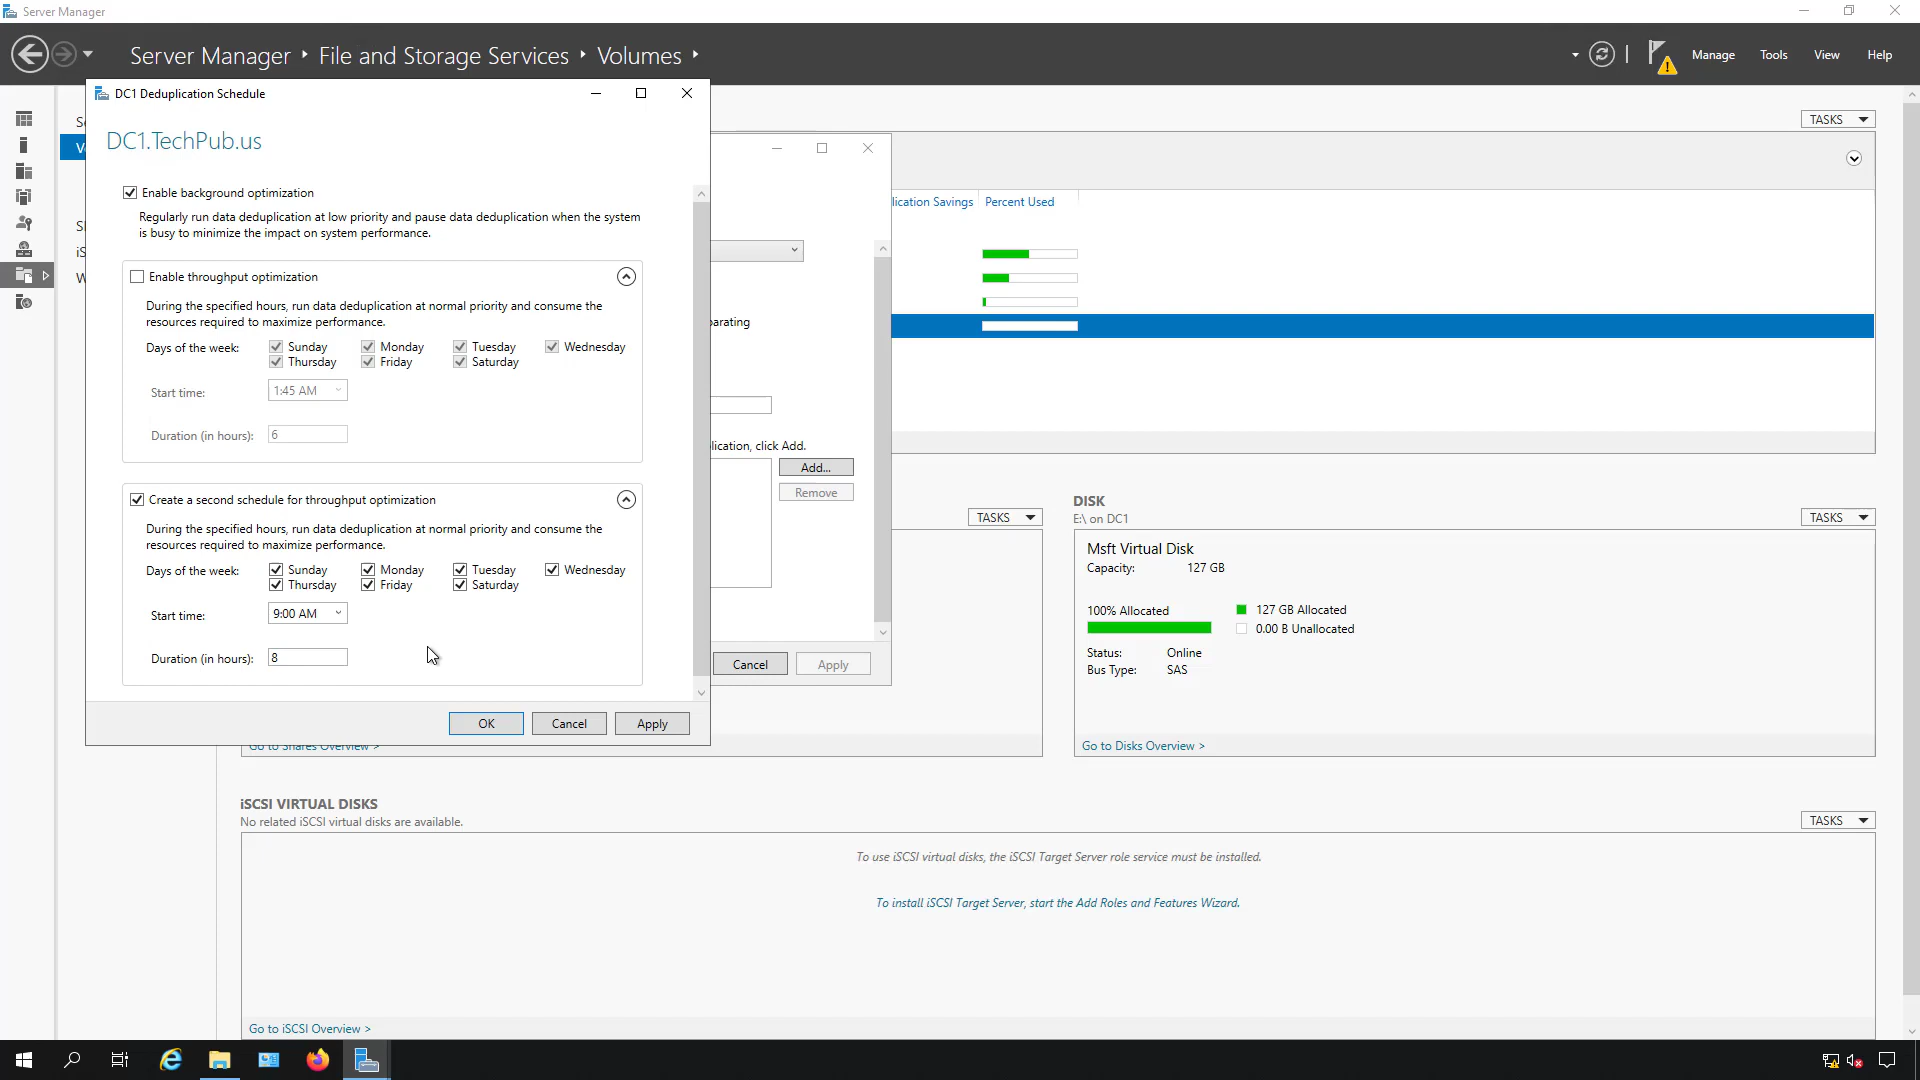 Server Manager
Server Manager
File and Storage Services
Volumes
Manage
Tools
View
Help
DC1 Deduplication Schedule
DC1.TechPub.us
Enable background optimization
Regularly run data deduplication at low priority and pause data deduplication when the system
is busy to minimize the impact on system performance.
Enable throughput optimization
During the specified hours, run data deduplication at normal priority and consume the
resources required to maximize performance.
Days of the week:
Sunday
Monday
Tuesday
Wednesday
Thursday
Friday
Saturday
Start time:
1:45 AM
Duration (in hours):
6
Create a second schedule for throughput optimization
During the specified hours, run data deduplication at normal priority and consume the
resources required to maximize performance.
Days of the week:
Sunday
Monday
Tuesday
Wednesday
Thursday
Friday
Saturday
Start time:
9:00 AM
Duration (in hours):
8
OK
Cancel
Apply
parating
lication, click Add.
Add...
Remove
Cancel
Apply
TASKS
lication Savings
Percent Used
TASKS
Go to Shares Overview >
DISK
E:\ on DC1
TASKS
Msft Virtual Disk
Capacity:
127 GB
100% Allocated
127 GB Allocated
0.00 B Unallocated
Status:
Online
Bus Type:
SAS
Go to Disks Overview >
iSCSI VIRTUAL DISKS
No related iSCSI virtual disks are available.
TASKS
To use iSCSI virtual disks, the iSCSI Target Server role service must be installed.
To install iSCSI Target Server, start the Add Roles and Features Wizard.
Go to iSCSI Overview >